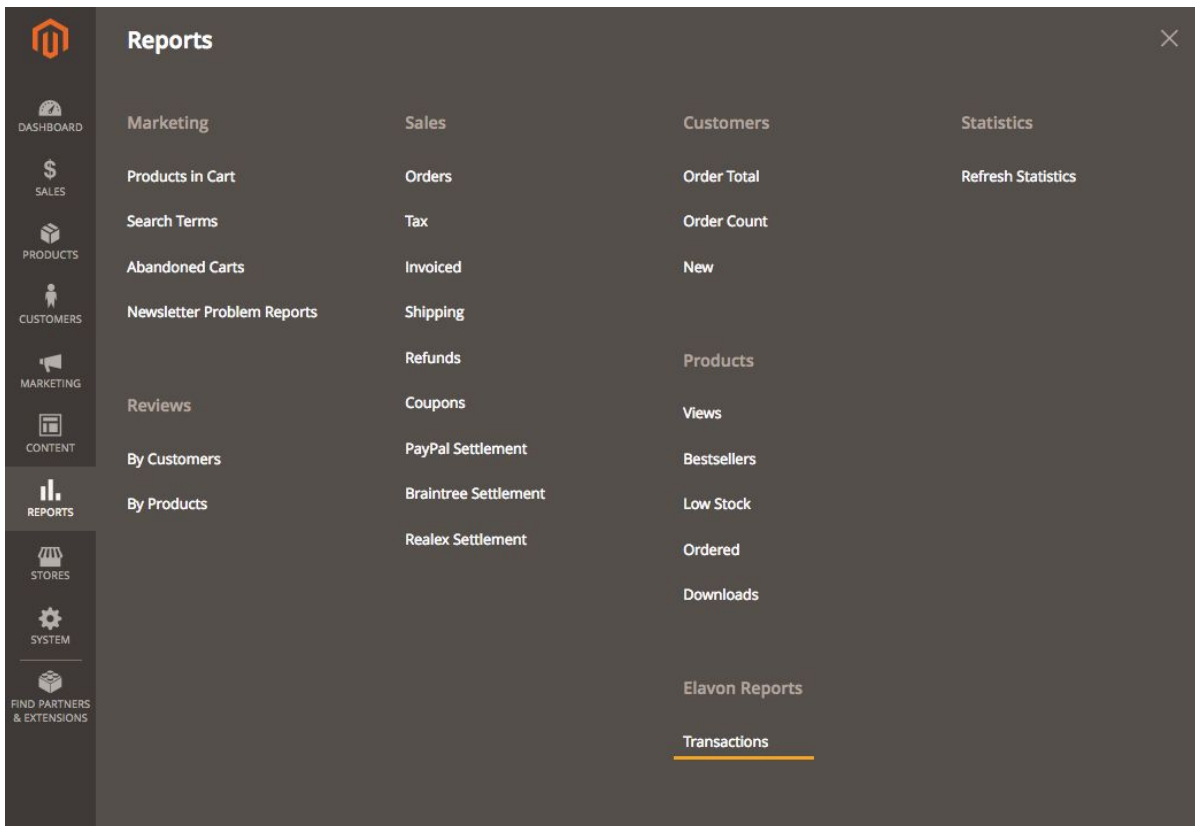 Reports
DASHBOARD
SALES
PRODUCTS
CUSTOMERS
MARKETING
CONTENT
REPORTS
STORES
SYSTEM
FIND PARTNERS
& EXTENSIONS
Marketing
Products in Cart
Search Terms
Abandoned Carts
Newsletter Problem Reports
Reviews
By Customers
By Products
Sales
Orders
Tax
Invoiced
Shipping
Refunds
Coupons
PayPal Settlement
Braintree Settlement
Realex Settlement
Customers
Order Total
Order Count
New
Products
Views
Bestsellers
Low Stock
Ordered
Downloads
Elavon Reports
Transactions
Statistics
Refresh Statistics